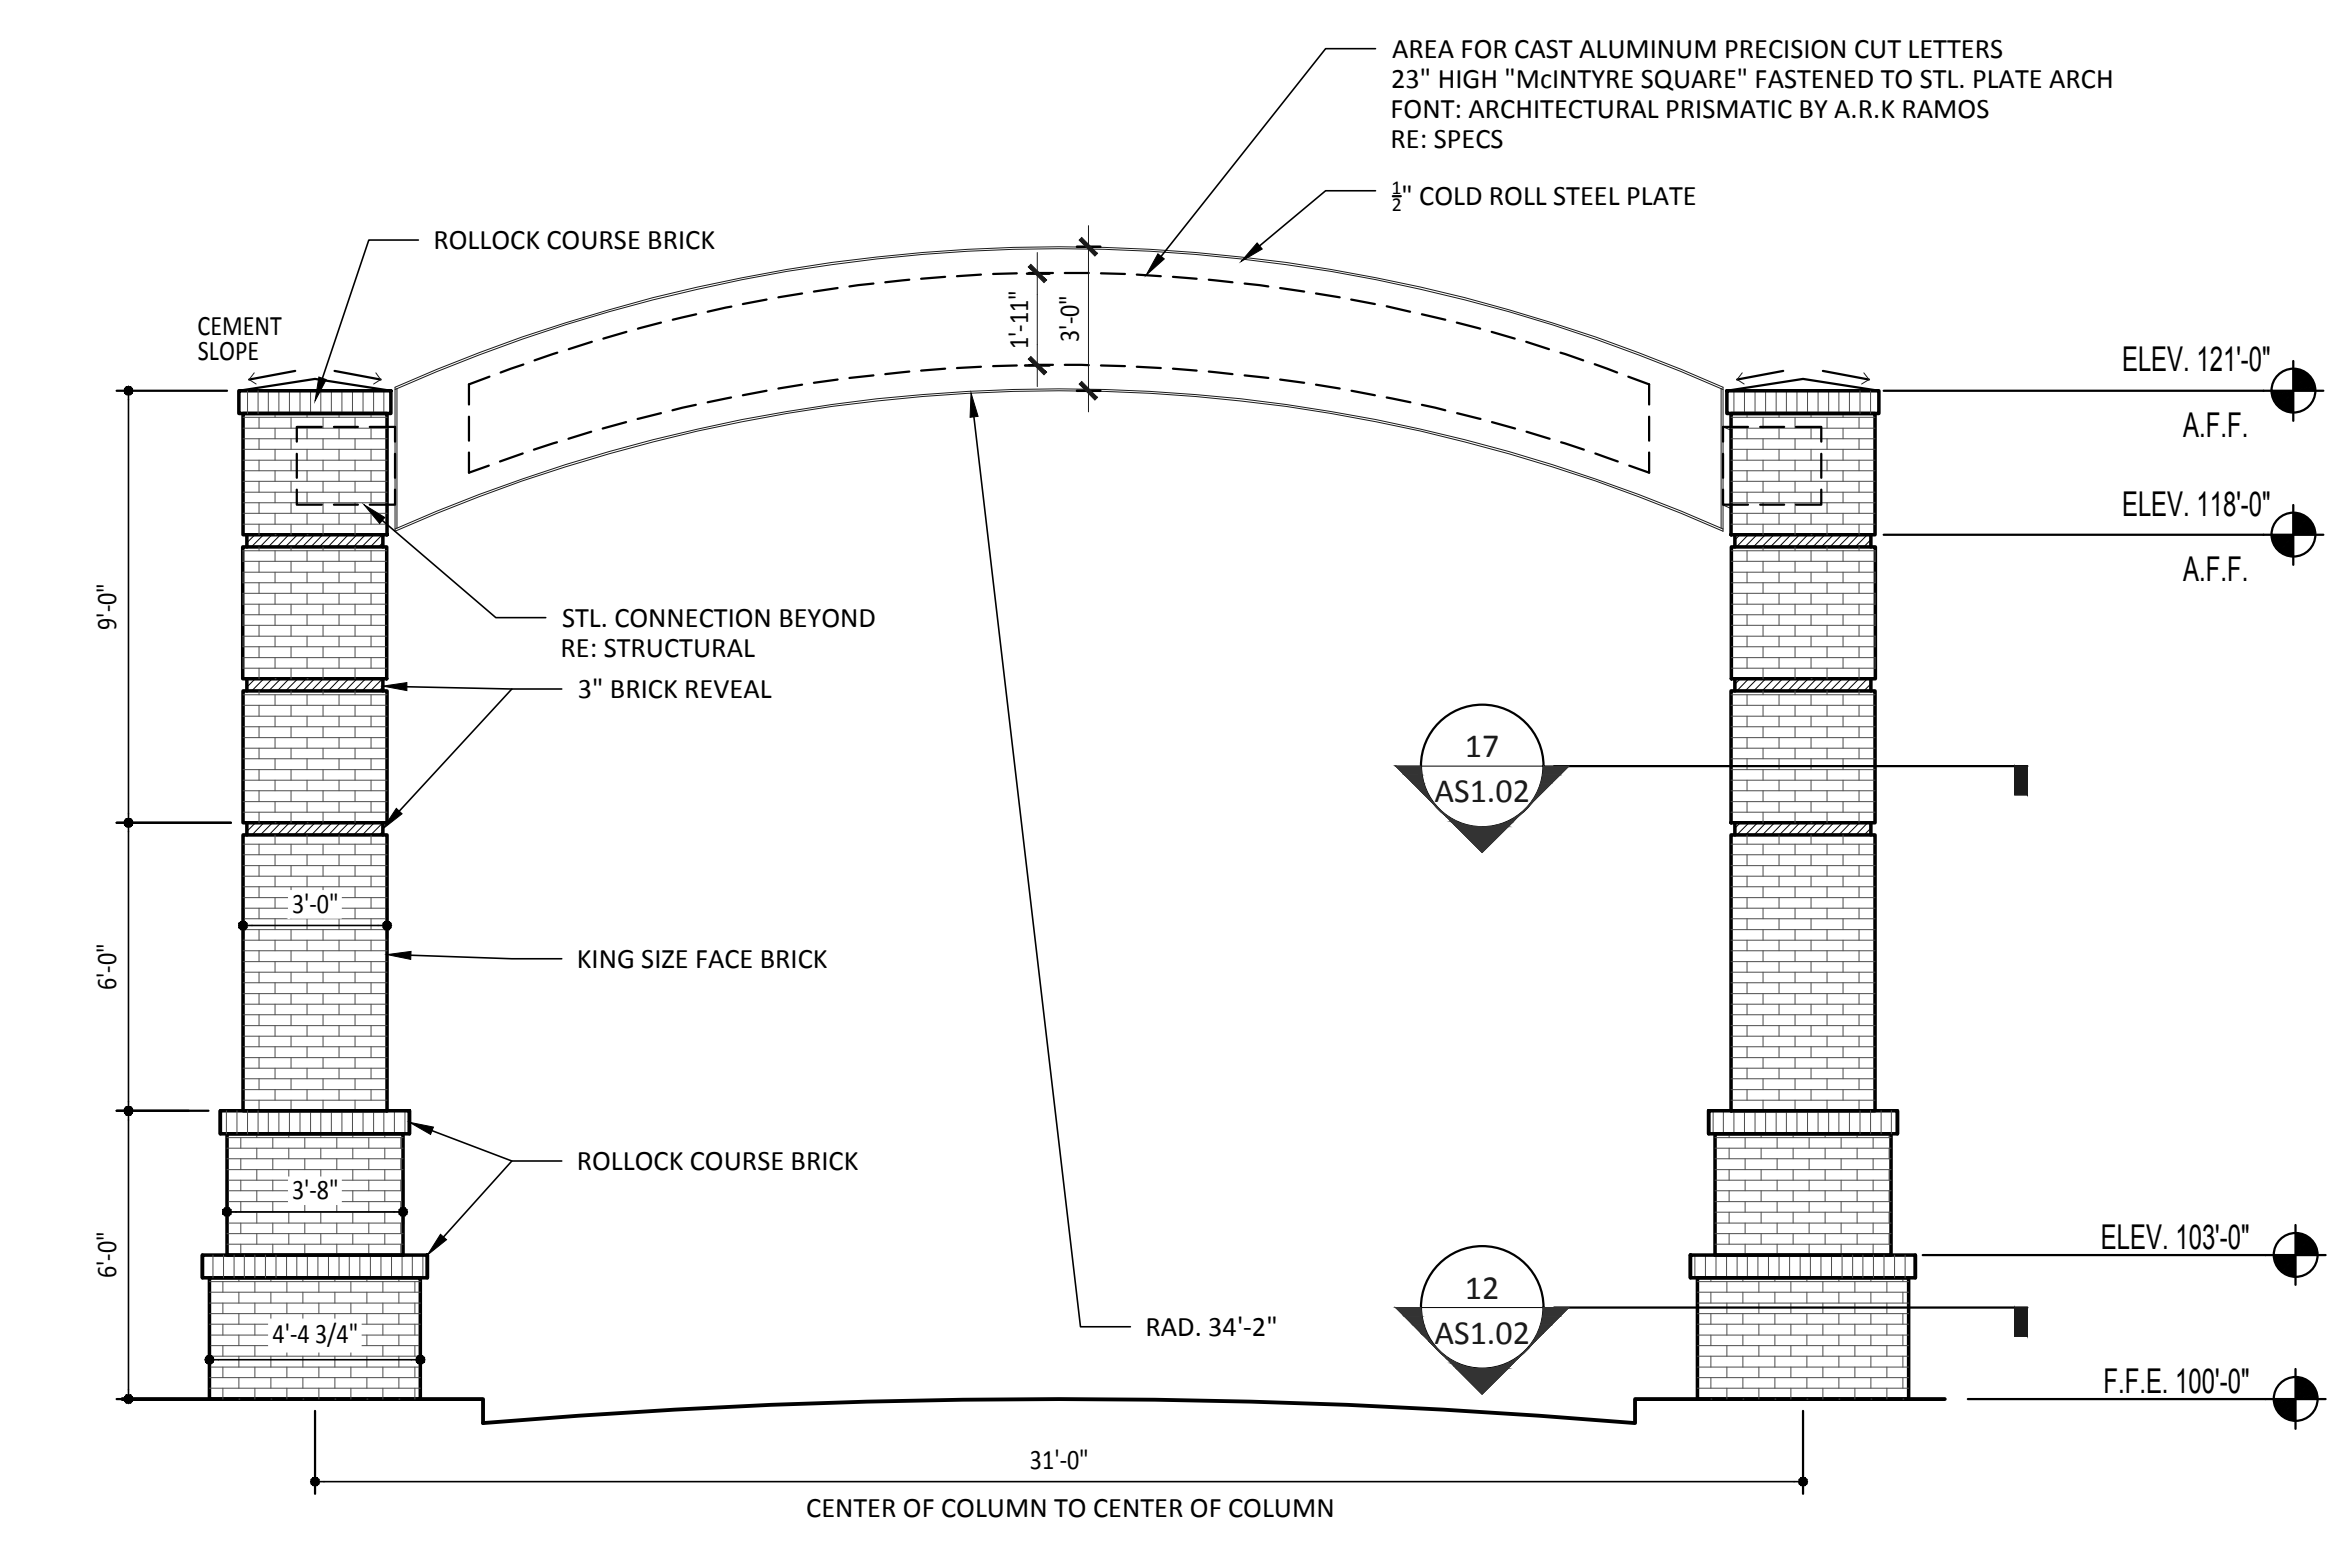 AREA FOR CAST ALUMINUM PRECISION CUT LETTERS
23" HIGH "McINTYRE SQUARE" FASTENED TO STL. PLATE ARCH
FONT: ARCHITECTURAL PRISMATIC BY A.R.K RAMOS
RE: SPECS
½" COLD ROLL STEEL PLATE
ROLLOCK COURSE BRICK
CEMENT
SLOPE
1'-11"
3'-0"
ELEV. 121'-0"
A.F.F.
ELEV. 118'-0"
A.F.F.
9'-0"
STL. CONNECTION BEYOND
RE: STRUCTURAL
3" BRICK REVEAL
17
AS1.02
3'-0"
6'-0"
KING SIZE FACE BRICK
ROLLOCK COURSE BRICK
3'-8"
6'-0"
ELEV. 103'-0"
12
AS1.02
RAD. 34'-2"
4'-4 3/4"
F.F.E. 100'-0"
31'-0"
CENTER OF COLUMN TO CENTER OF COLUMN